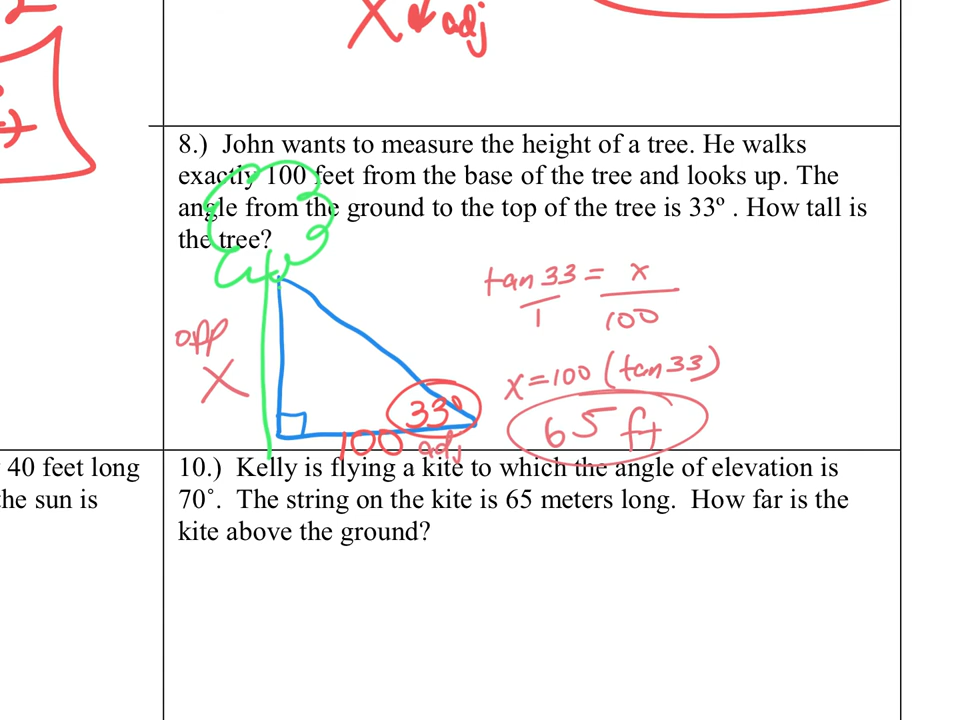 X & adj
8.) John wants to measure the height of a tree. He walks
exactly 100 feet from the base of the tree and looks up. The
angle from the ground to the top of the tree is 33º . How tall is
the tree?
tan 33 = x
1 100
opp
X
x=100 (tan 33)
33º
65 ft
100 adj
40 feet long
the sun is
10.) Kelly is flying a kite to which the angle of elevation is
70˚. The string on the kite is 65 meters long. How far is the
kite above the ground?